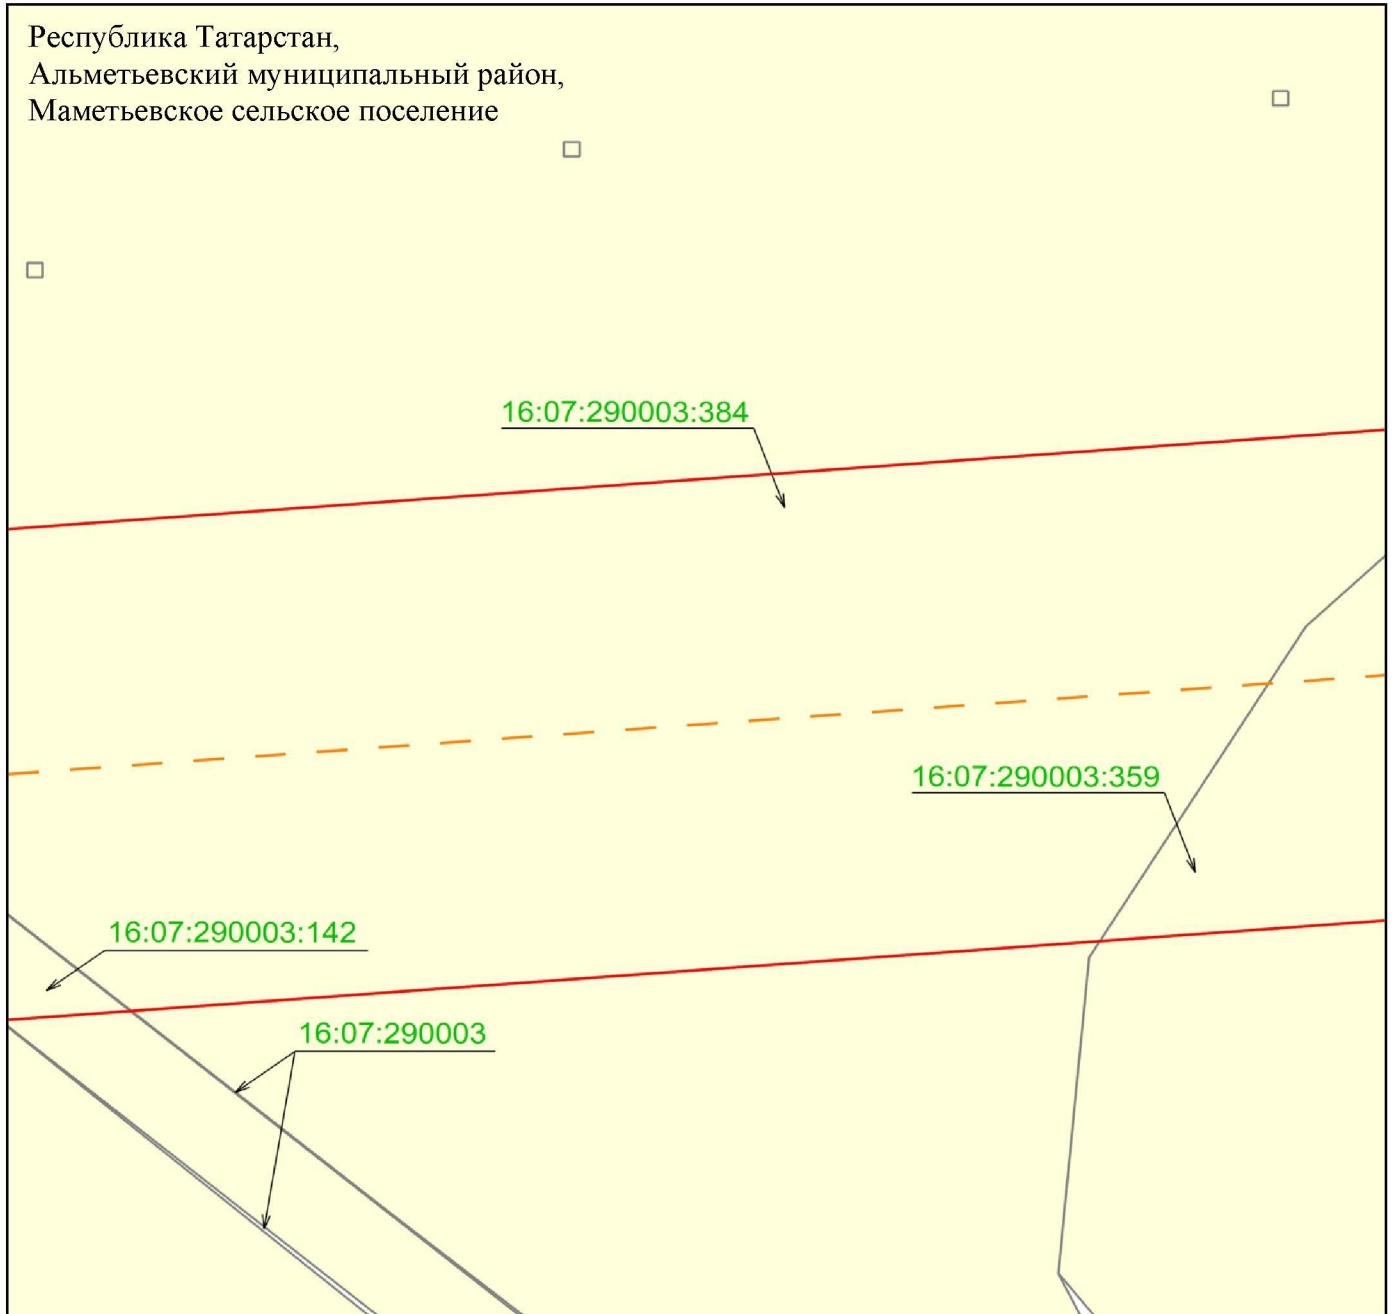 Республика Татарстан,
Альметьевский муниципальный район,
Маметьевское сельское поселение
16:07:290003:384
16:07:290003:359
16:07:290003:142
16:07:290003